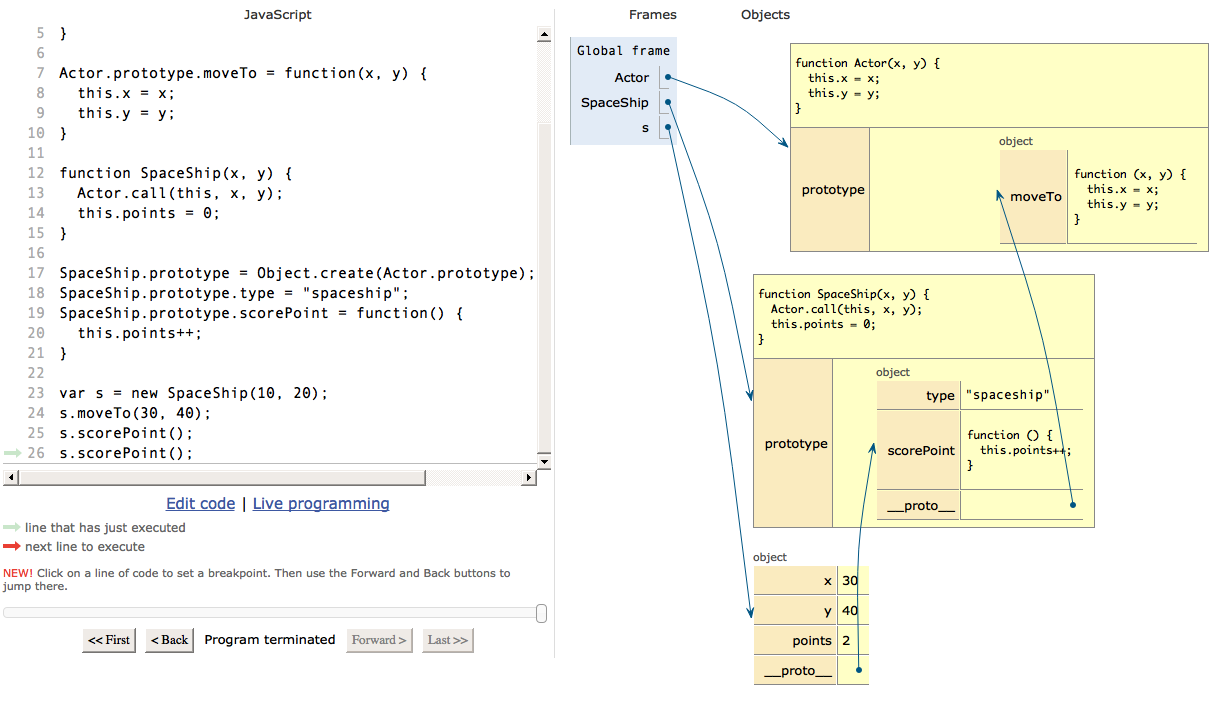 JavaScript
5 }
6
7 Actor.prototype.moveTo = function(x, y) {
8   this.x = x;
9   this.y = y;
10 }
11
12 function SpaceShip(x, y) {
13   Actor.call(this, x, y);
14   this.points = 0;
15 }
16
17 SpaceShip.prototype = Object.create(Actor.prototype);
18 SpaceShip.prototype.type = "spaceship";
19 SpaceShip.prototype.scorePoint = function() {
20   this.points++;
21 }
22
23 var s = new SpaceShip(10, 20);
24 s.moveTo(30, 40);
25 s.scorePoint();
26 s.scorePoint();
Edit code | Live programming
line that has just executed
next line to execute
NEW! Click on a line of code to set a breakpoint. Then use the Forward and Back buttons to
jump there.
<< First < Back Program terminated Forward > Last >>
Frames Objects
Global frame
Actor
SpaceShip
s
function Actor(x, y) {
  this.x = x;
  this.y = y;
}
prototype
object
moveTo
function (x, y) {
  this.x = x;
  this.y = y;
}
function SpaceShip(x, y) {
  Actor.call(this, x, y);
  this.points = 0;
}
prototype
object
type "spaceship"
scorePoint
function () {
  this.points++;
}
__proto__
object
x 30
y 40
points 2
__proto__